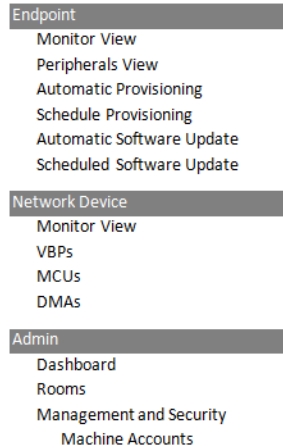 Endpoint
Monitor View
Peripherals View
Automatic Provisioning
Schedule Provisioning
Automatic Software Update
Scheduled Software Update
Network Device
Monitor View
VBPs
MCUs
DMAs
Admin
Dashboard
Rooms
Management and Security
Machine Accounts